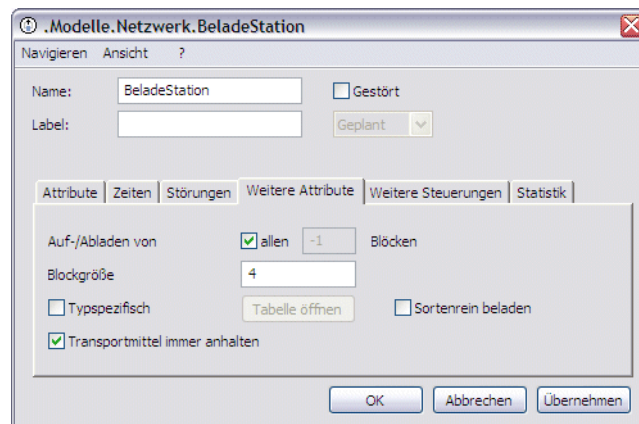 .Modelle.Netzwerk.BeladeStation
Navigieren Ansicht ?
Name: BeladeStation Gestört
Label: Geplant
Attribute Zeiten Störungen Weitere Attribute Weitere Steuerungen Statistik
Auf-/Abladen von allen -1 Blöcken
Blockgröße 4
Typspezifisch Tabelle öffnen Sortenrein beladen
Transportmittel immer anhalten
OK Abbrechen Übernehmen